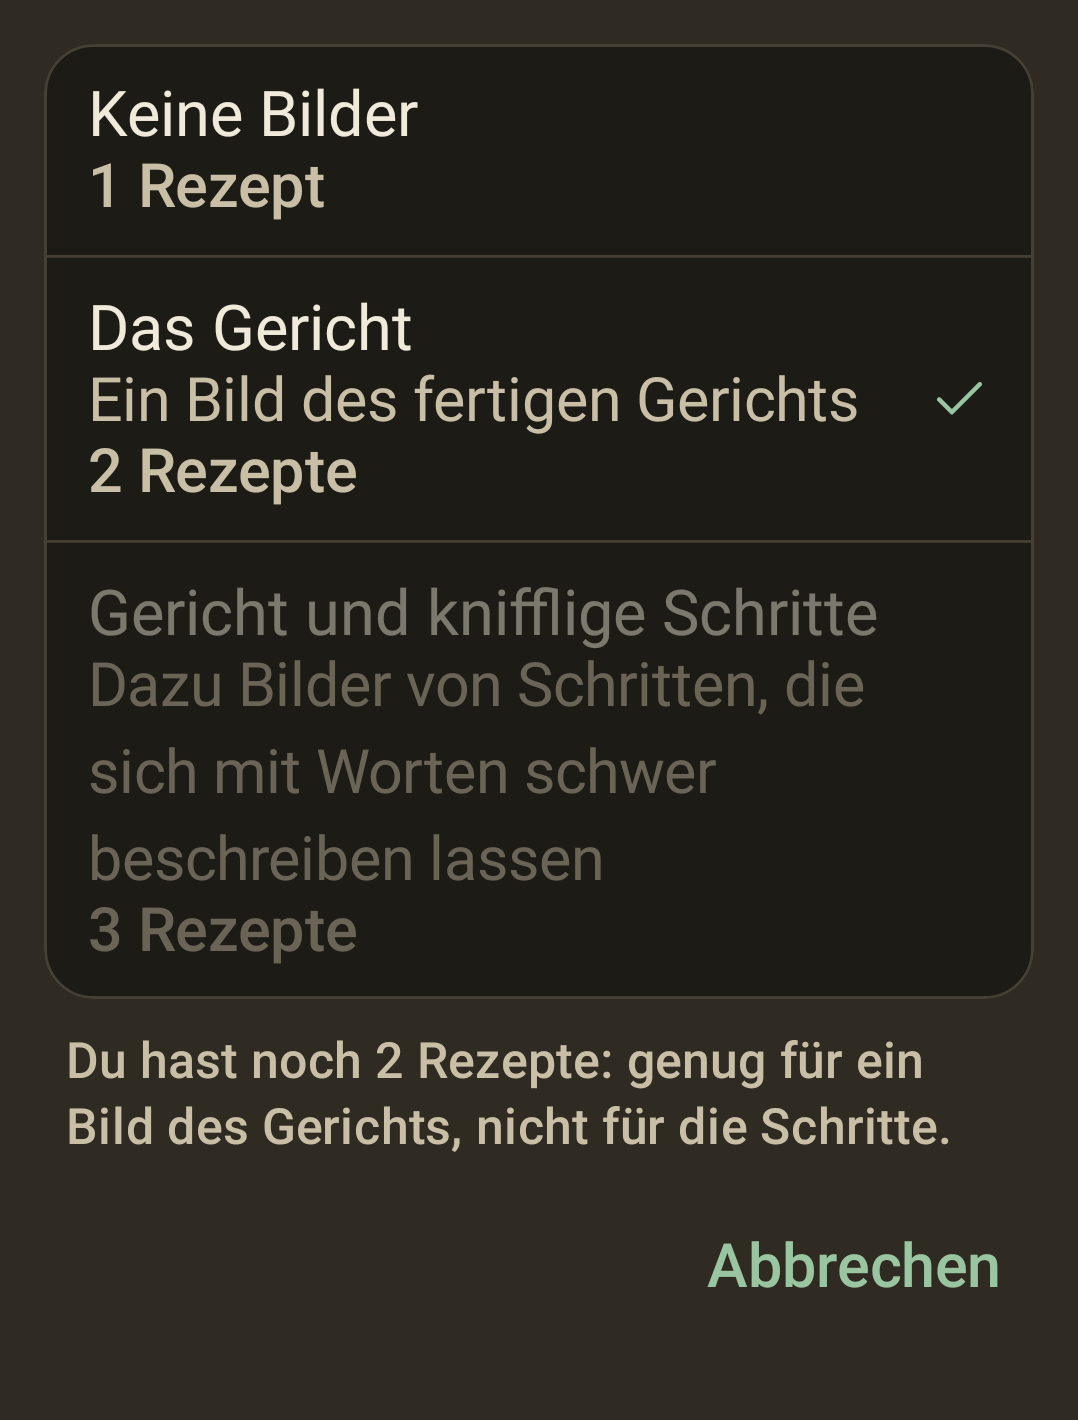 Keine Bilder
1 Rezept
Das Gericht
Ein Bild des fertigen Gerichts
2 Rezepte
Gericht und knifflige Schritte
Dazu Bilder von Schritten, die
sich mit Worten schwer
beschreiben lassen
3 Rezepte
Du hast noch 2 Rezepte: genug für ein
Bild des Gerichts, nicht für die Schritte.
Abbrechen